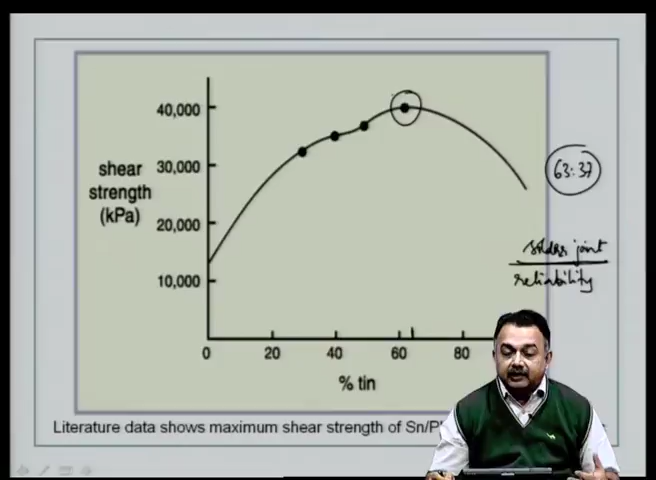 40,000
shear
strength
(kPa)
30,000
20,000
10,000
0 20 40 60 80
% tin
63:37
solder joint
reliability
Literature data shows maximum shear strength of